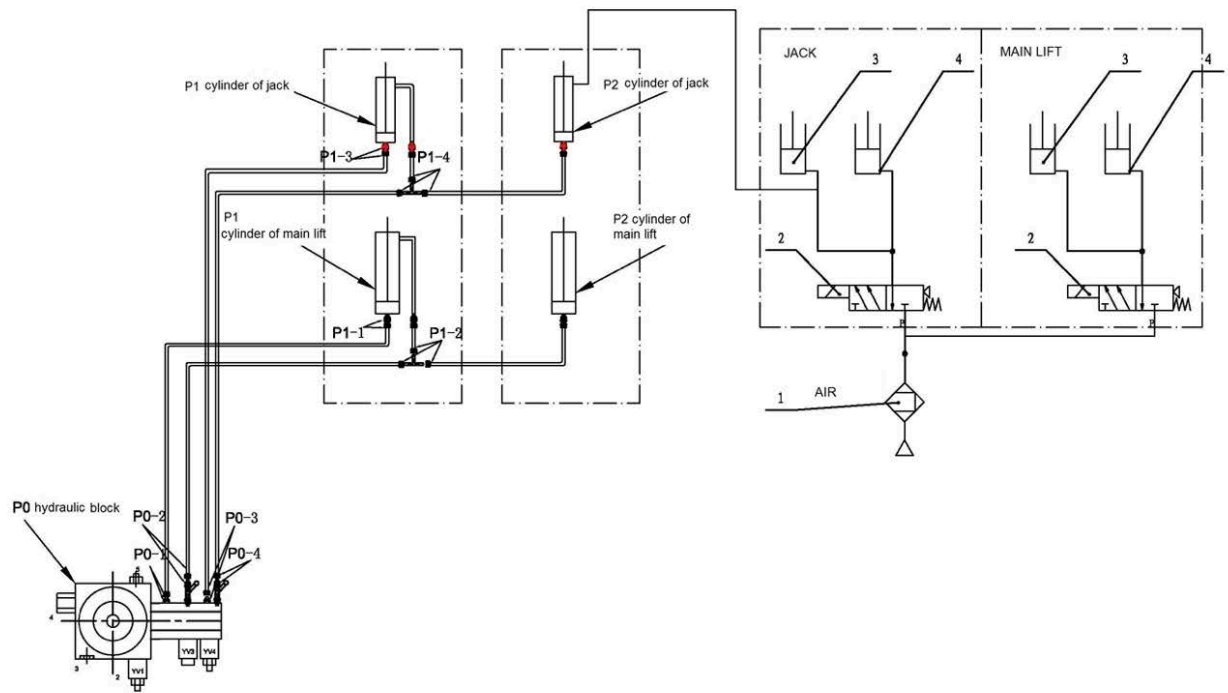 JACK
MAIN LIFT
3
4
3
4
P1 cylinder of jack
P2 cylinder of jack
P1-3
P1-4
P1
cylinder of main lift
P2 cylinder of
main lift
2
2
P1-1
P1-2
P
P
1
AIR
P0 hydraulic block
P0-2
P0-3
P0-1
P0-4
5
4
3
2
YV1
YV3
YV4